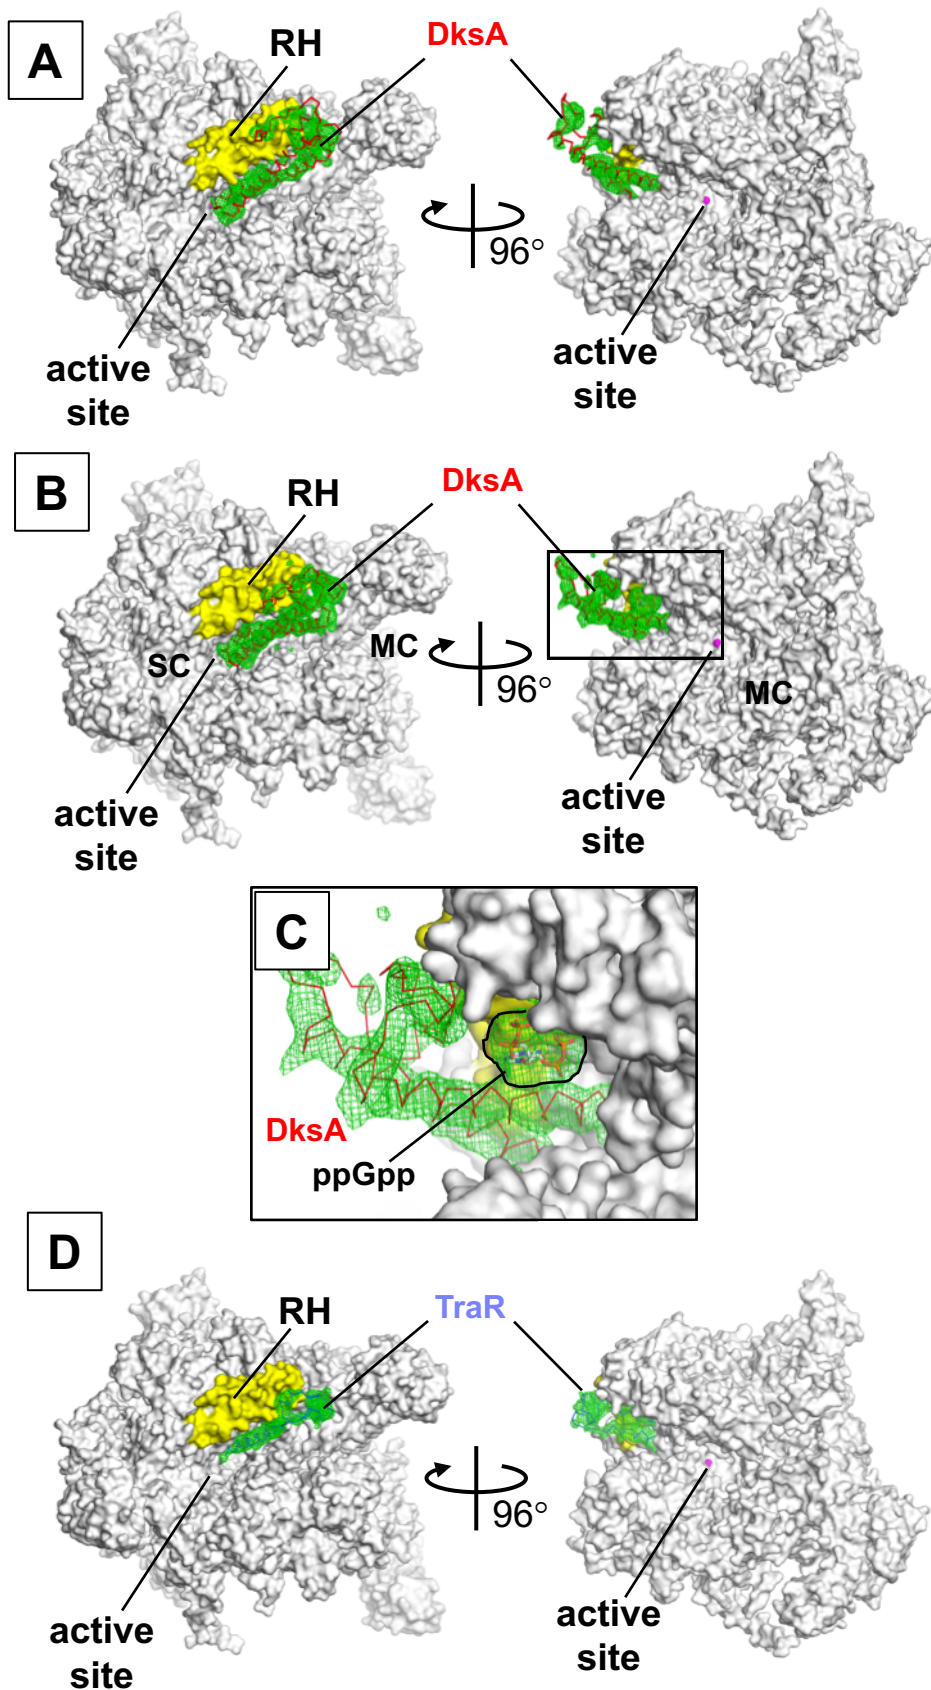 A
RH
DksA
96°
active
site
active
site
B
RH
DksA
SC
MC
96°
MC
active
site
active
site
C
DksA
ppGpp
D
RH
TraR
96°
active
site
active
site